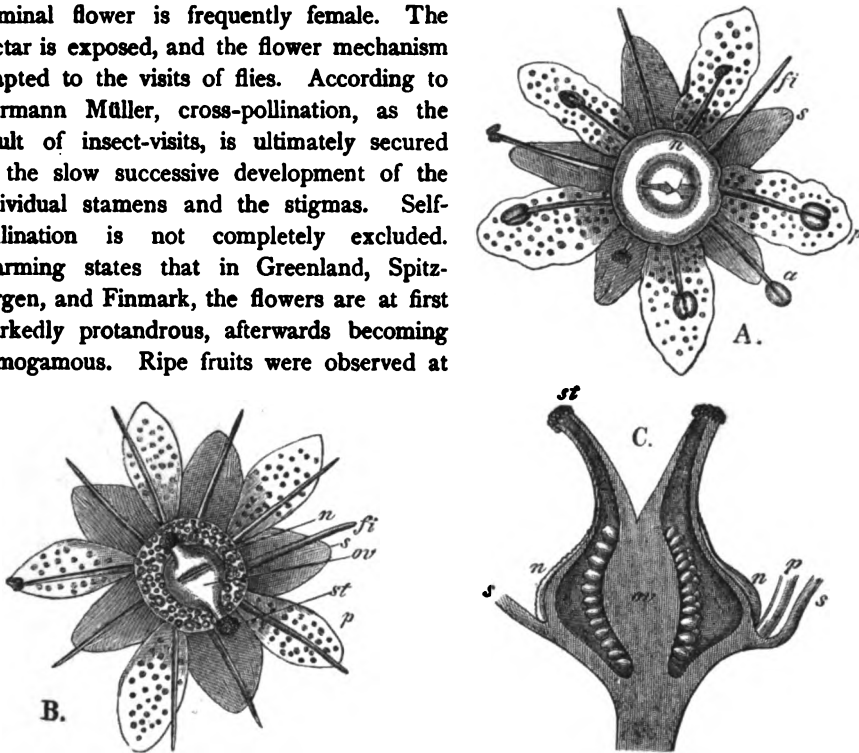 minal flower is frequently female. The
ctar is exposed, and the flower mechanism
apted to the visits of flies. According to
rmann Müller, cross-pollination, as the
ult of insect-visits, is ultimately secured
the slow successive development of the
ividual stamens and the stigmas. Self-
llination is not completely excluded.
arming states that in Greenland, Spitz-
rgen, and Finmark, the flowers are at first
rkedly protandrous, afterwards becoming
mogamous. Ripe fruits were observed at
fi
s
n
p
a
A.
n
fi
s
ov
st
p
B.
st
C.
n
n
p
s
s
ov